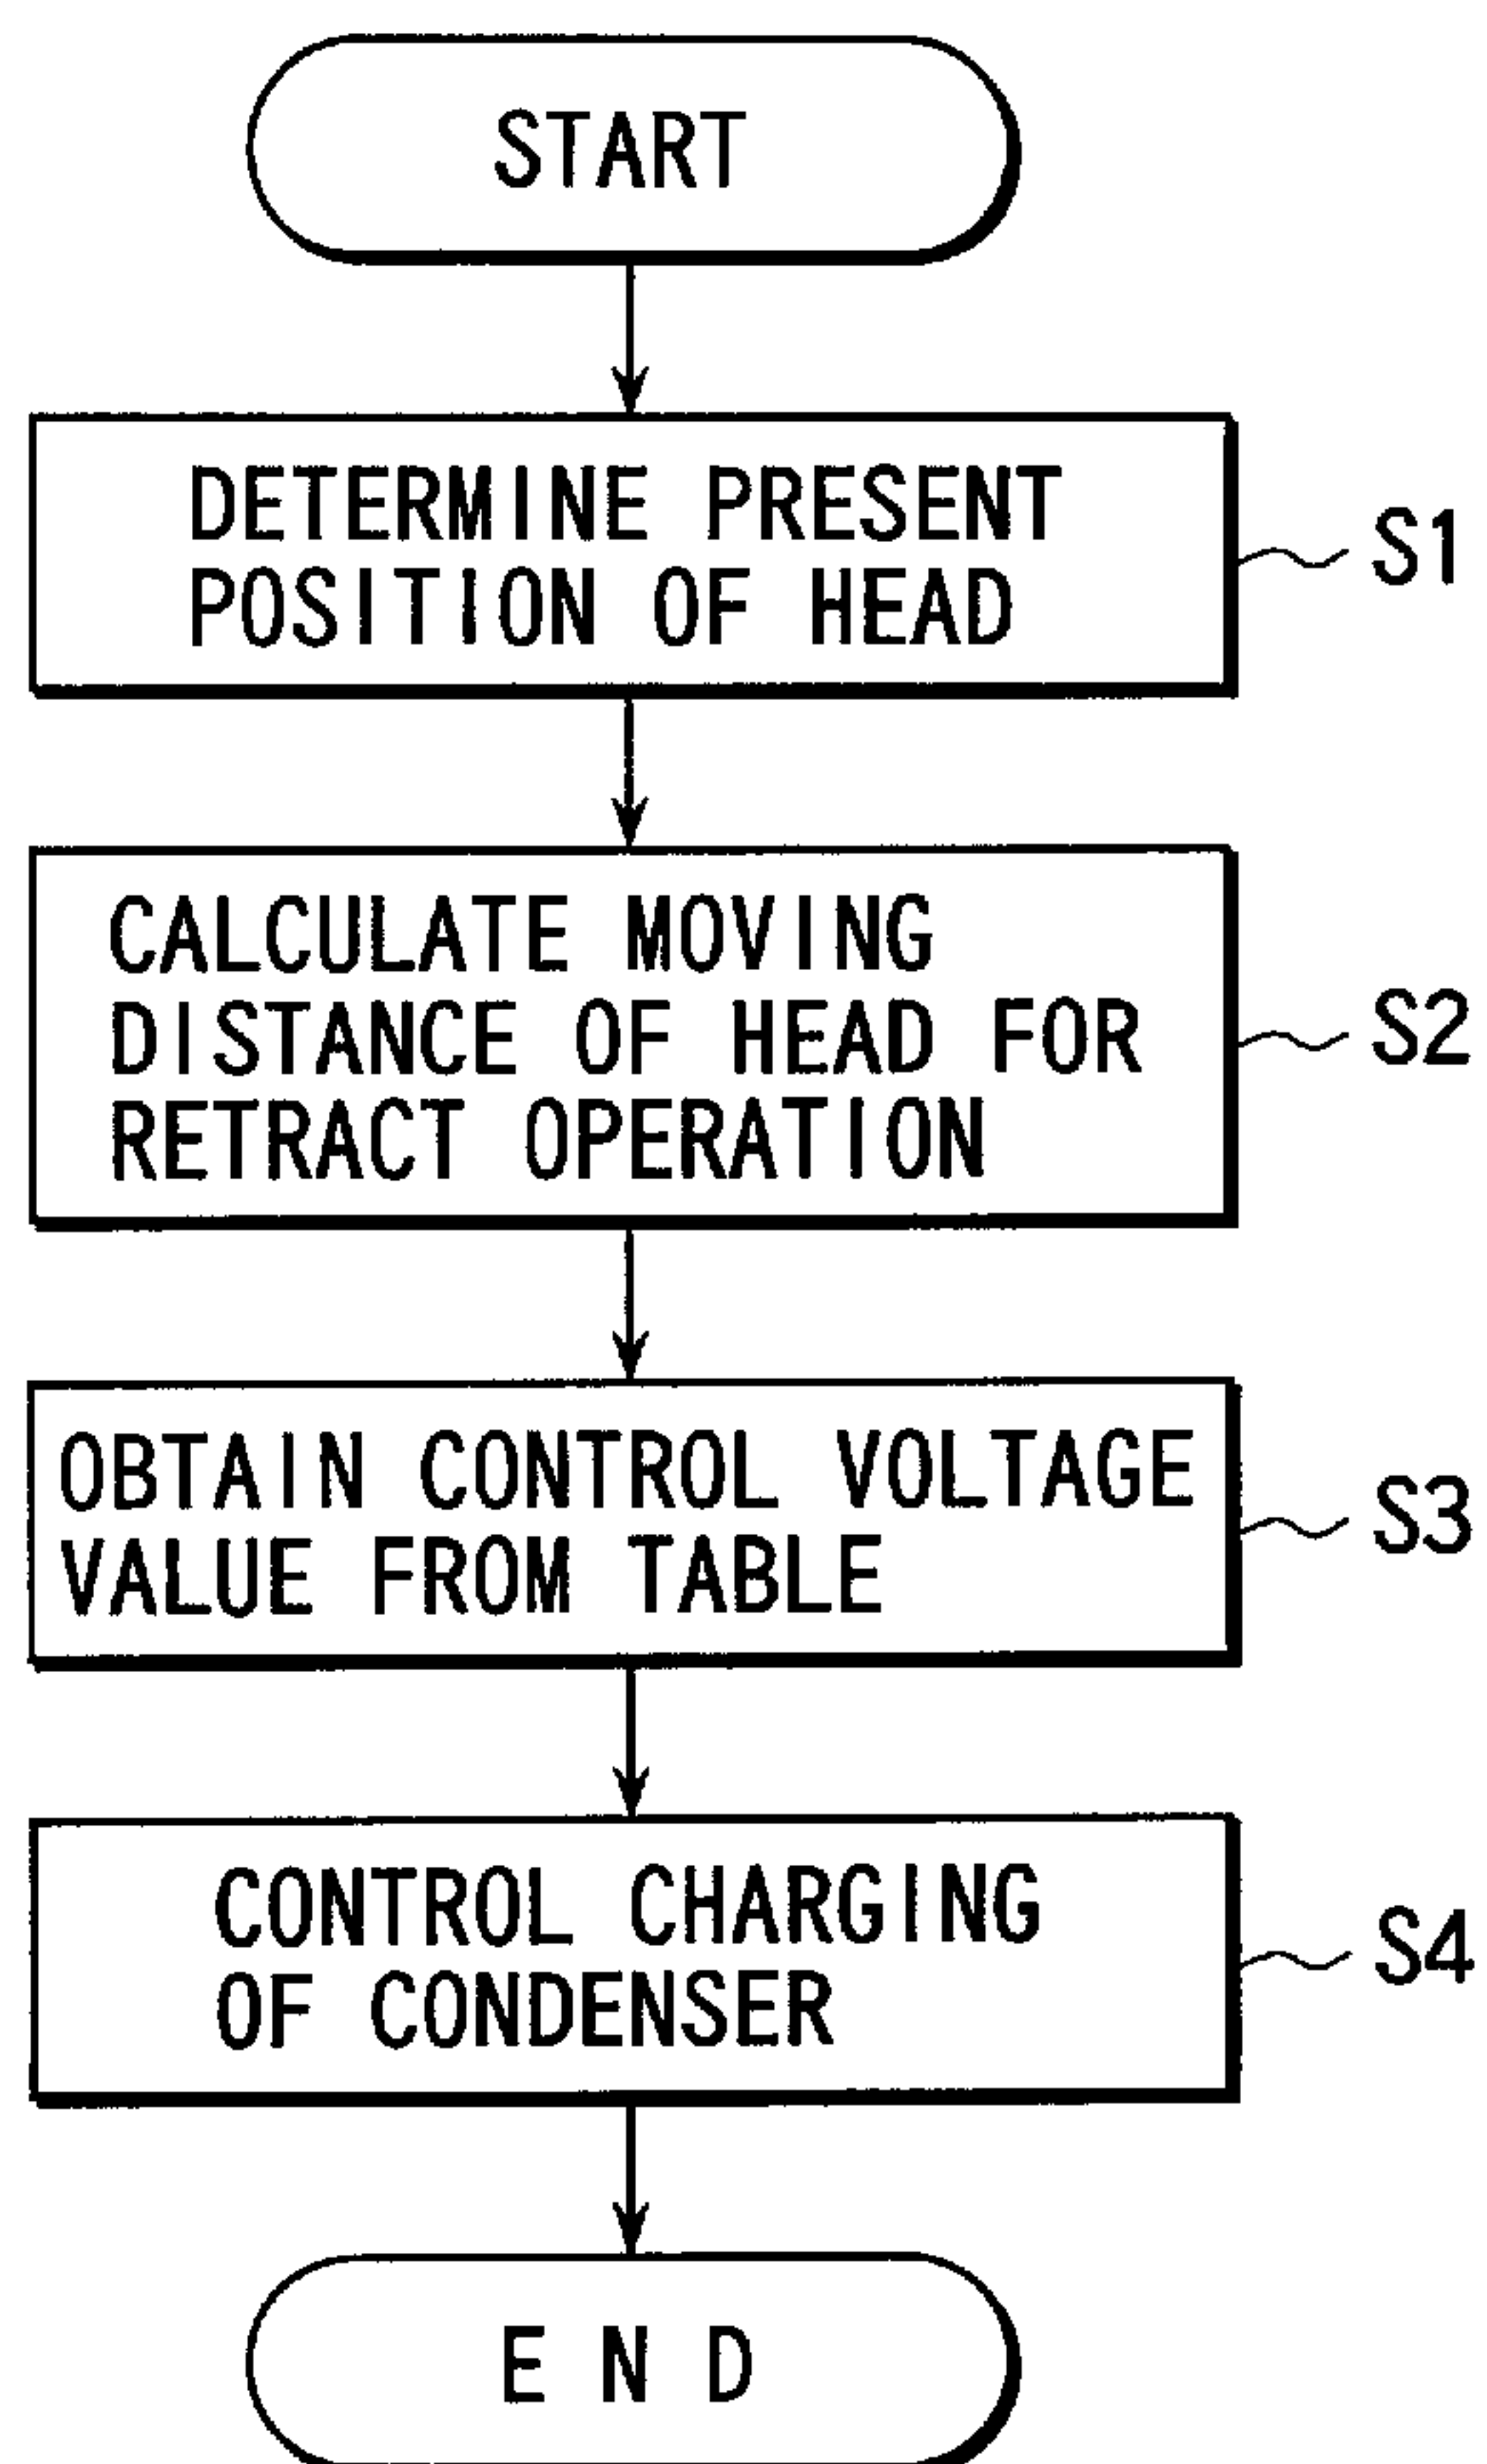 START
DETERMINE PRESENT
POSITION OF HEAD
S1
CALCULATE MOVING
DISTANCE OF HEAD FOR
RETRACT OPERATION
S2
OBTAIN CONTROL VOLTAGE
VALUE FROM TABLE
S3
CONTROL CHARGING
OF CONDENSER
S4
END